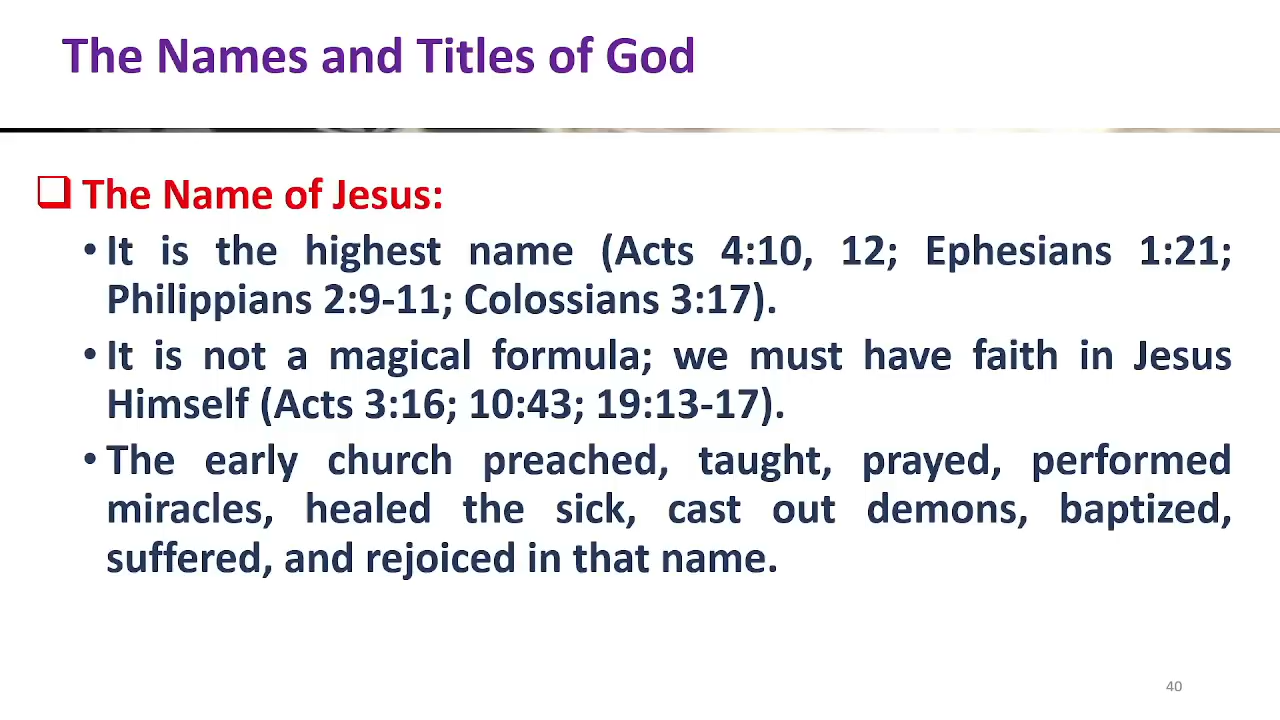 The Names and Titles of God
The Name of Jesus:
• It is the highest name (Acts 4:10, 12; Ephesians 1:21;
Philippians 2:9-11; Colossians 3:17).
• It is not a magical formula; we must have faith in Jesus
Himself (Acts 3:16; 10:43; 19:13-17).
• The early church preached, taught, prayed, performed
miracles, healed the sick, cast out demons, baptized,
suffered, and rejoiced in that name.
40